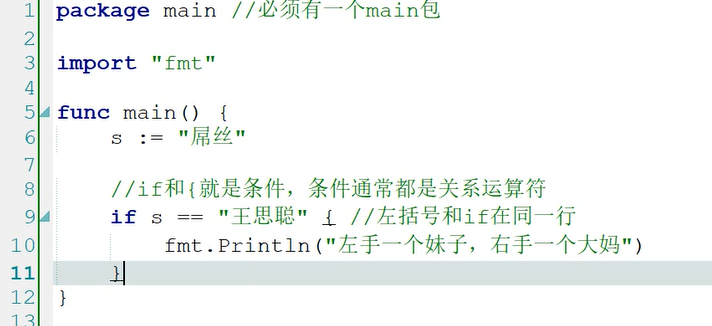 1 package main //必须有一个main包
2
3 import "fmt"
4
5 func main() {
6 s := "屌丝"
7
8 //if和{就是条件，条件通常都是关系运算符
9 if s == "王思聪" { //左括号和if在同一行
10 fmt.Println("左手一个妹子，右手一个大妈")
11 }
12 }
13